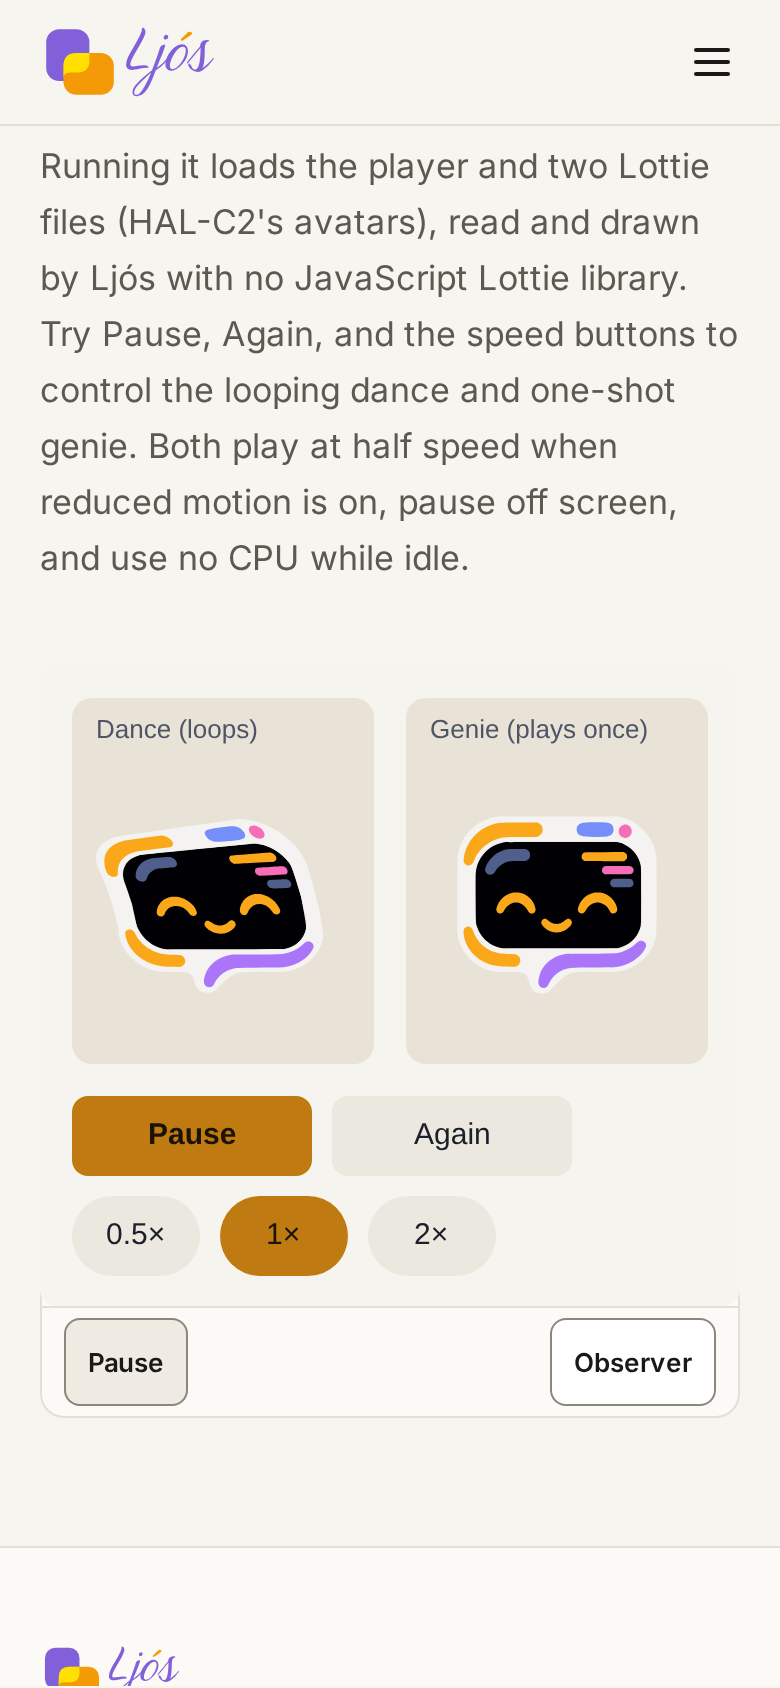 Ljós
Running it loads the player and two Lottie
files (HAL-C2's avatars), read and drawn
by Ljós with no JavaScript Lottie library.
Try Pause, Again, and the speed buttons to
control the looping dance and one-shot
genie. Both play at half speed when
reduced motion is on, pause off screen,
and use no CPU while idle.
Dance (loops)
Genie (plays once)
Pause
Again
0.5×
1×
2×
Pause
Observer
Ljós